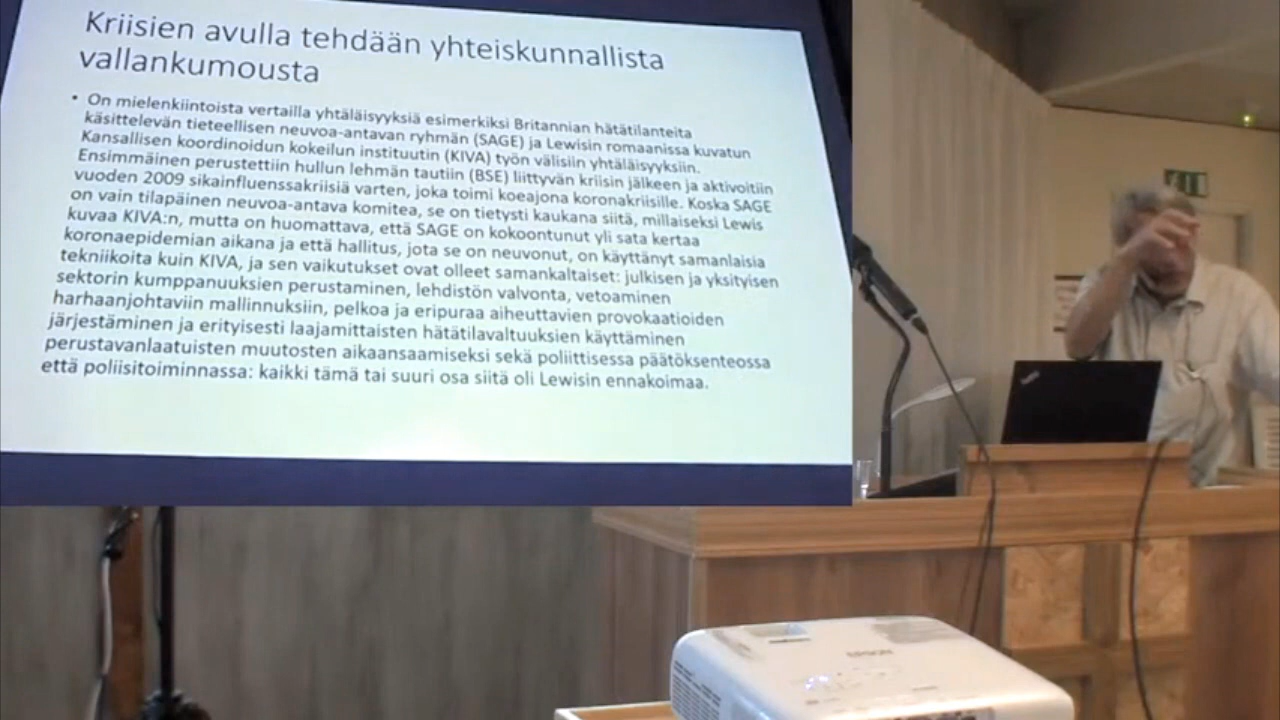 Kriisien avulla tehdään yhteiskunnallista
vallankumousta
• On mielenkiintoista vertailla yhtäläisyyksiä esimerkiksi Britannian hätätilanteita
käsittelevän tieteellisen neuvoa-antavan ryhmän (SAGE) ja Lewisin romaanissa kuvatun
Kansallisen koordinoidun kokeilun instituutin (KIVA) työn välisiin yhtäläisyyksiin.
Ensimmäinen perustettiin hullun lehmän tautiin (BSE) liittyvän kriisin jälkeen ja aktivoitiin
vuoden 2009 sikainfluenssakriisiä varten, joka toimi koeajona koronakriisille. Koska SAGE
on vain tilapäinen neuvoa-antava komitea, se on tietysti kaukana siitä, millaiseksi Lewis
kuvaa KIVA:n, mutta on huomattava, että SAGE on kokoontunut yli sata kertaa
koronaepidemian aikana ja että hallitus, jota se on neuvonut, on käyttänyt samanlaisia
tekniikoita kuin KIVA, ja sen vaikutukset ovat olleet samankaltaiset: julkisen ja yksityisen
sektorin kumppanuuksien perustaminen, lehdistön valvonta, vetoaminen
harhaanjohtaviin mallinnuksiin, pelkoa ja eripuraa aiheuttavien provokaatioiden
järjestäminen ja erityisesti laajamittaisten hätätilavaltuuksien käyttäminen
perustavanlaatuisten muutosten aikaansaamiseksi sekä poliittisessa päätöksenteossa
että poliisitoiminnassa: kaikki tämä tai suuri osa siitä oli Lewisin ennakoimaa.
ThinkPad
EPSON